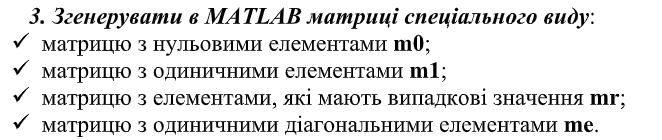 3. Згенерувати в MATLAB матриці спеціального виду:
✓ матрицю з нульовими елементами m0;
✓ матрицю з одиничними елементами m1;
✓ матрицю з елементами, які мають випадкові значення mr;
✓ матрицю з одиничними діагональними елементами me.